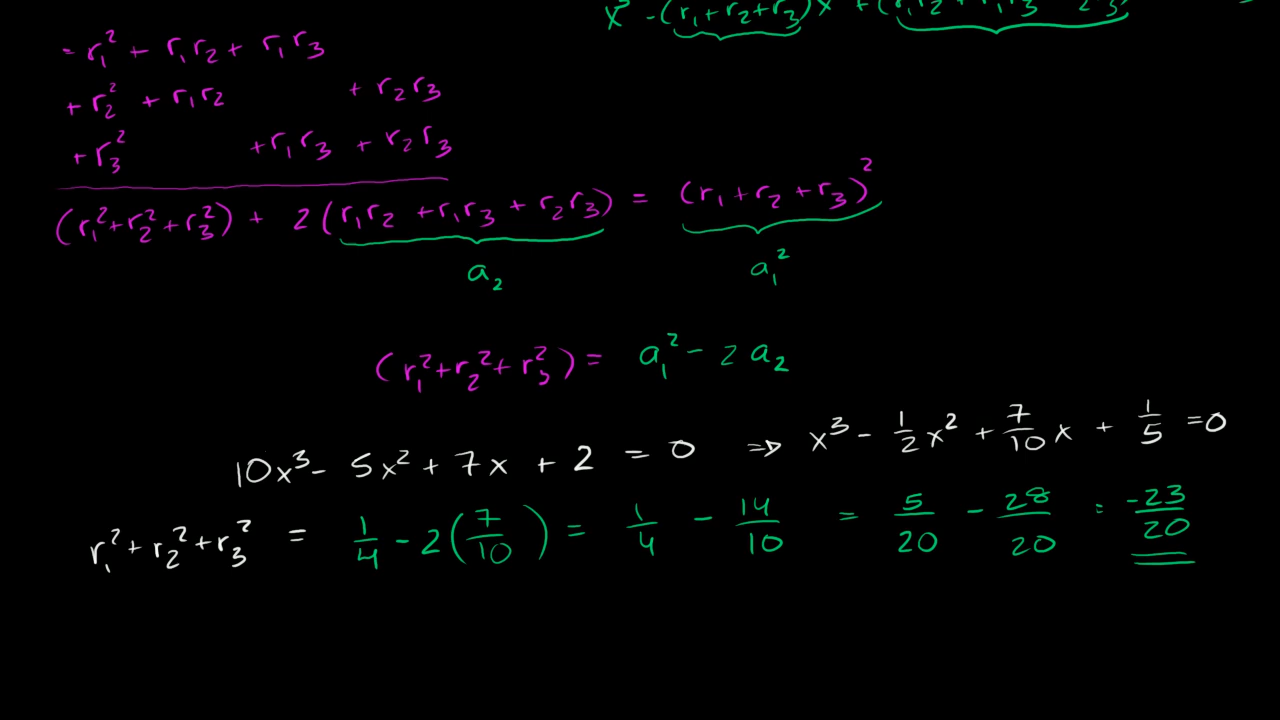 x³ - (r₁+r₂+r₃)x + (r₁r₂ + r₁r₃
= r₁² + r₁r₂ + r₁r₃
+ r₂² + r₁r₂ + r₂r₃
+ r₃² + r₁r₃ + r₂r₃
(r₁²+r₂²+r₃²) + 2(r₁r₂ + r₁r₃ + r₂r₃) = (r₁+r₂+r₃)²
a₂ a₁²
(r₁²+r₂²+r₃²) = a₁² - 2a₂
10x³ - 5x² + 7x + 2 = 0 ⇒ x³ - 1/2 x² + 7/10 x + 1/5 = 0
r₁²+r₂²+r₃² = 1/4 - 2(7/10) = 1/4 - 14/10 = 5/20 - 28/20 = -23/20